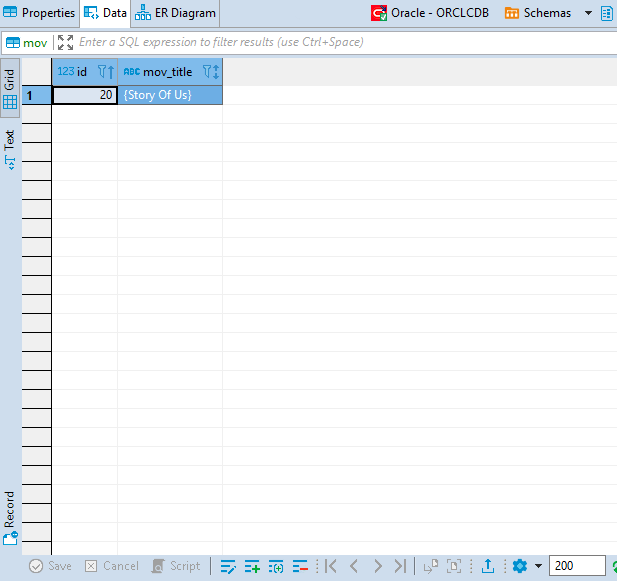 Properties Data ER Diagram Oracle - ORCLCDB Schemas
mov Enter a SQL expression to filter results (use Ctrl+Space)
Grid 123 id ABC mov_title
1 20 {Story Of Us}
Text
Record
Save Cancel Script 200